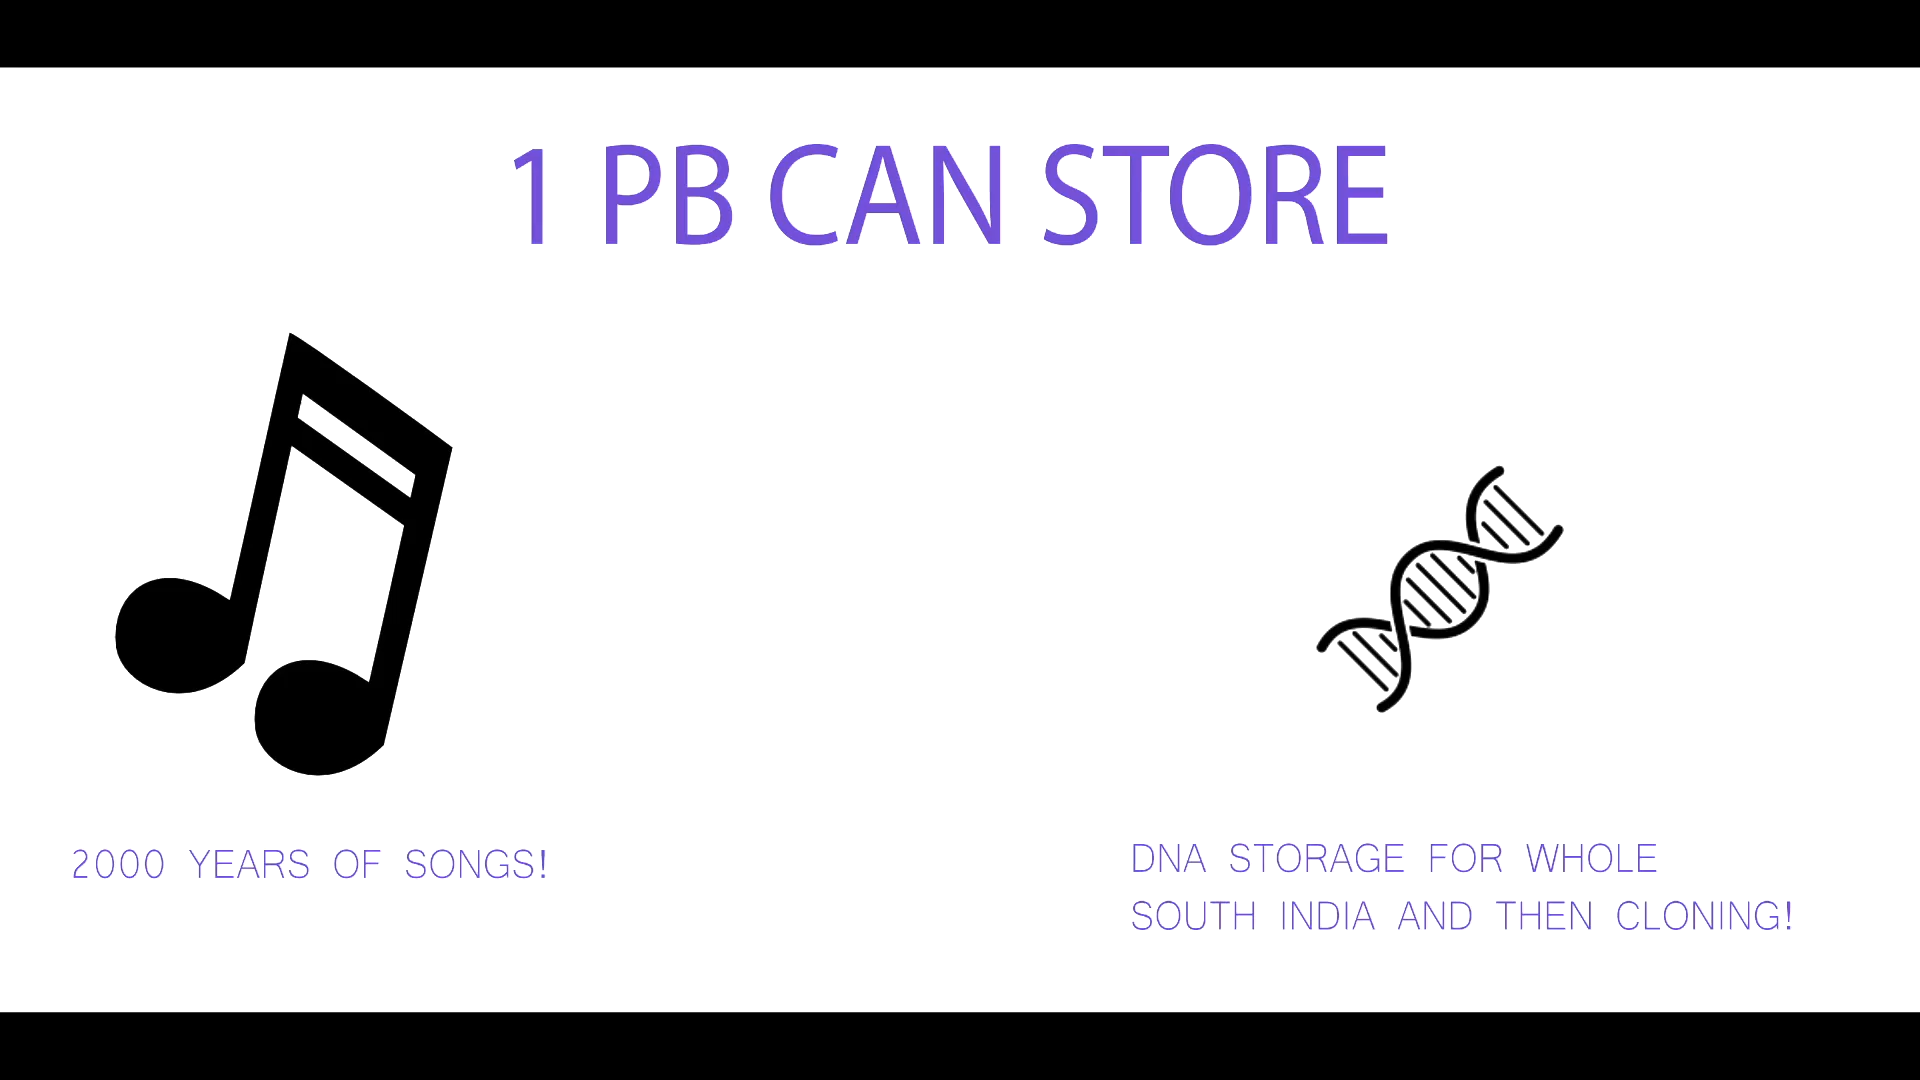 1 PB CAN STORE
2000 YEARS OF SONGS!
DNA STORAGE FOR WHOLE
SOUTH INDIA AND THEN CLONING!